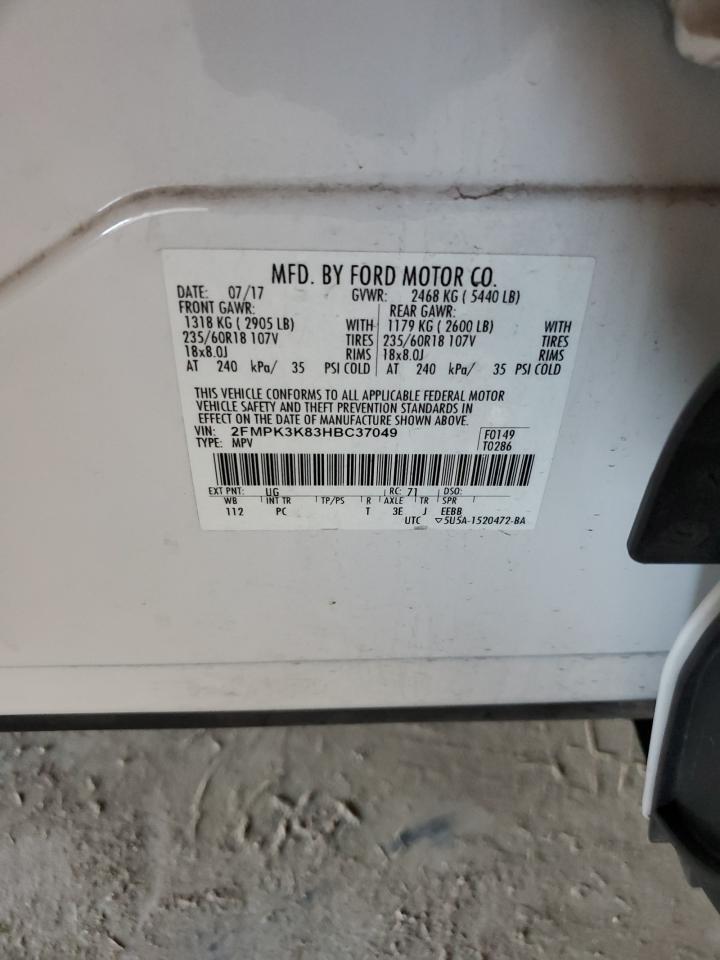 MFD. BY FORD MOTOR CO.
DATE: 07/17 GVWR: 2468 KG ( 5440 LB)
FRONT GAWR: REAR GAWR:
1318 KG ( 2905 LB) WITH 1179 KG ( 2600 LB) WITH
235/60R18 107V TIRES 235/60R18 107V TIRES
18x8.0J RIMS 18x8.0J RIMS
AT 240 kPa/ 35 PSI COLD AT 240 kPa/ 35 PSI COLD
THIS VEHICLE CONFORMS TO ALL APPLICABLE FEDERAL MOTOR
VEHICLE SAFETY AND THEFT PREVENTION STANDARDS IN
EFFECT ON THE DATE OF MANUFACTURE SHOWN ABOVE.
VIN: 2FMPK3K83HBC37049 F0149
TYPE: MPV T0286
EXT PNT: UG RC: 71 DSO:
WB INT TR TP/PS R AXLE TR SPR
112 PC T 3E J EEBB
UTC ▽5U5A-1520472-BA